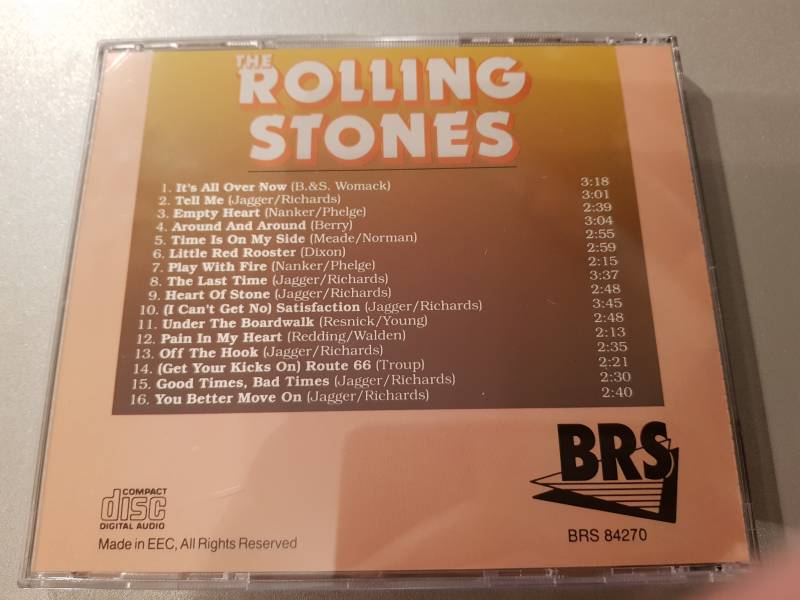 THE
ROLLING
STONES
1. It's All Over Now (B.&S. Womack) 3:18
2. Tell Me (Jagger/Richards) 3:01
3. Empty Heart (Nanker/Phelge) 2:39
4. Around And Around (Berry) 3:04
5. Time Is On My Side (Meade/Norman) 2:55
6. Little Red Rooster (Dixon) 2:59
7. Play With Fire (Nanker/Phelge) 2:15
8. The Last Time (Jagger/Richards) 3:37
9. Heart Of Stone (Jagger/Richards) 2:48
10. (I Can't Get No) Satisfaction (Jagger/Richards) 3:45
11. Under The Boardwalk (Resnick/Young) 2:48
12. Pain In My Heart (Redding/Walden) 2:13
13. Off The Hook (Jagger/Richards) 2:35
14. (Get Your Kicks On) Route 66 (Troup) 2:21
15. Good Times, Bad Times (Jagger/Richards) 2:30
16. You Better Move On (Jagger/Richards) 2:40
BRS
COMPACT
disc
DIGITAL AUDIO
Made in EEC, All Rights Reserved
BRS 84270